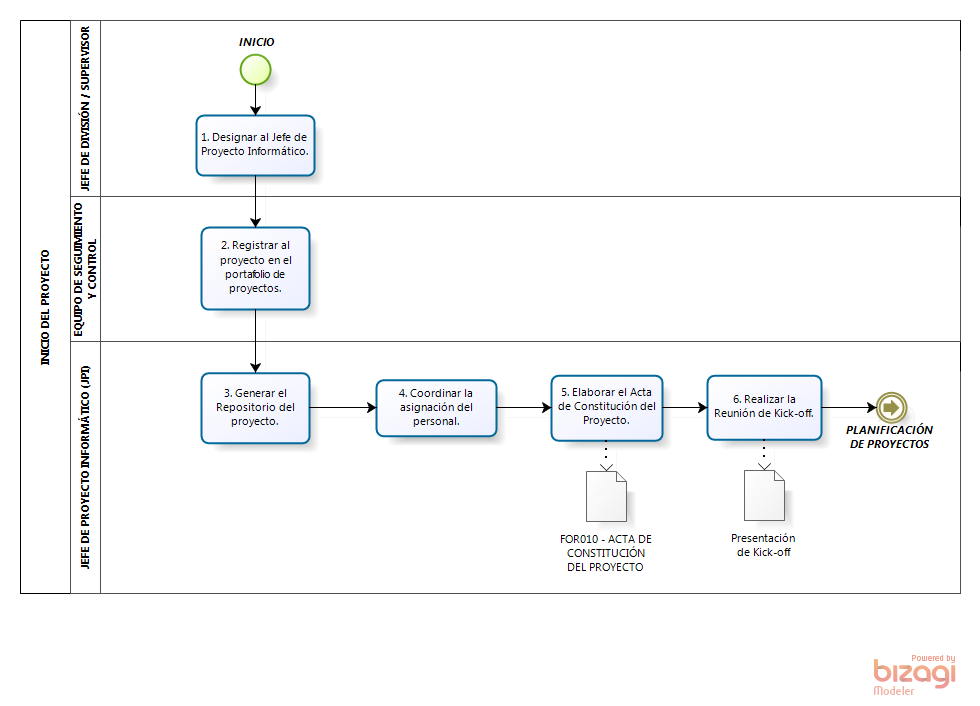 INICIO DEL PROYECTO
JEFE DE DIVISIÓN / SUPERVISOR
INICIO
1. Designar al Jefe de
Proyecto Informático.
EQUIPO DE SEGUIMIENTO
Y CONTROL
2. Registrar al
proyecto en el
portafolio de
proyectos.
JEFE DE PROYECTO INFORMÁTICO (JPI)
3. Generar el
Repositorio del
proyecto.
4. Coordinar la
asignación del
personal.
5. Elaborar el Acta
de Constitución del
Proyecto.
6. Realizar la
Reunión de Kick-off.
PLANIFICACIÓN
DE PROYECTOS
FOR010 - ACTA DE
CONSTITUCIÓN
DEL PROYECTO
Presentación
de Kick-off
Powered by
bizagi
Modeler